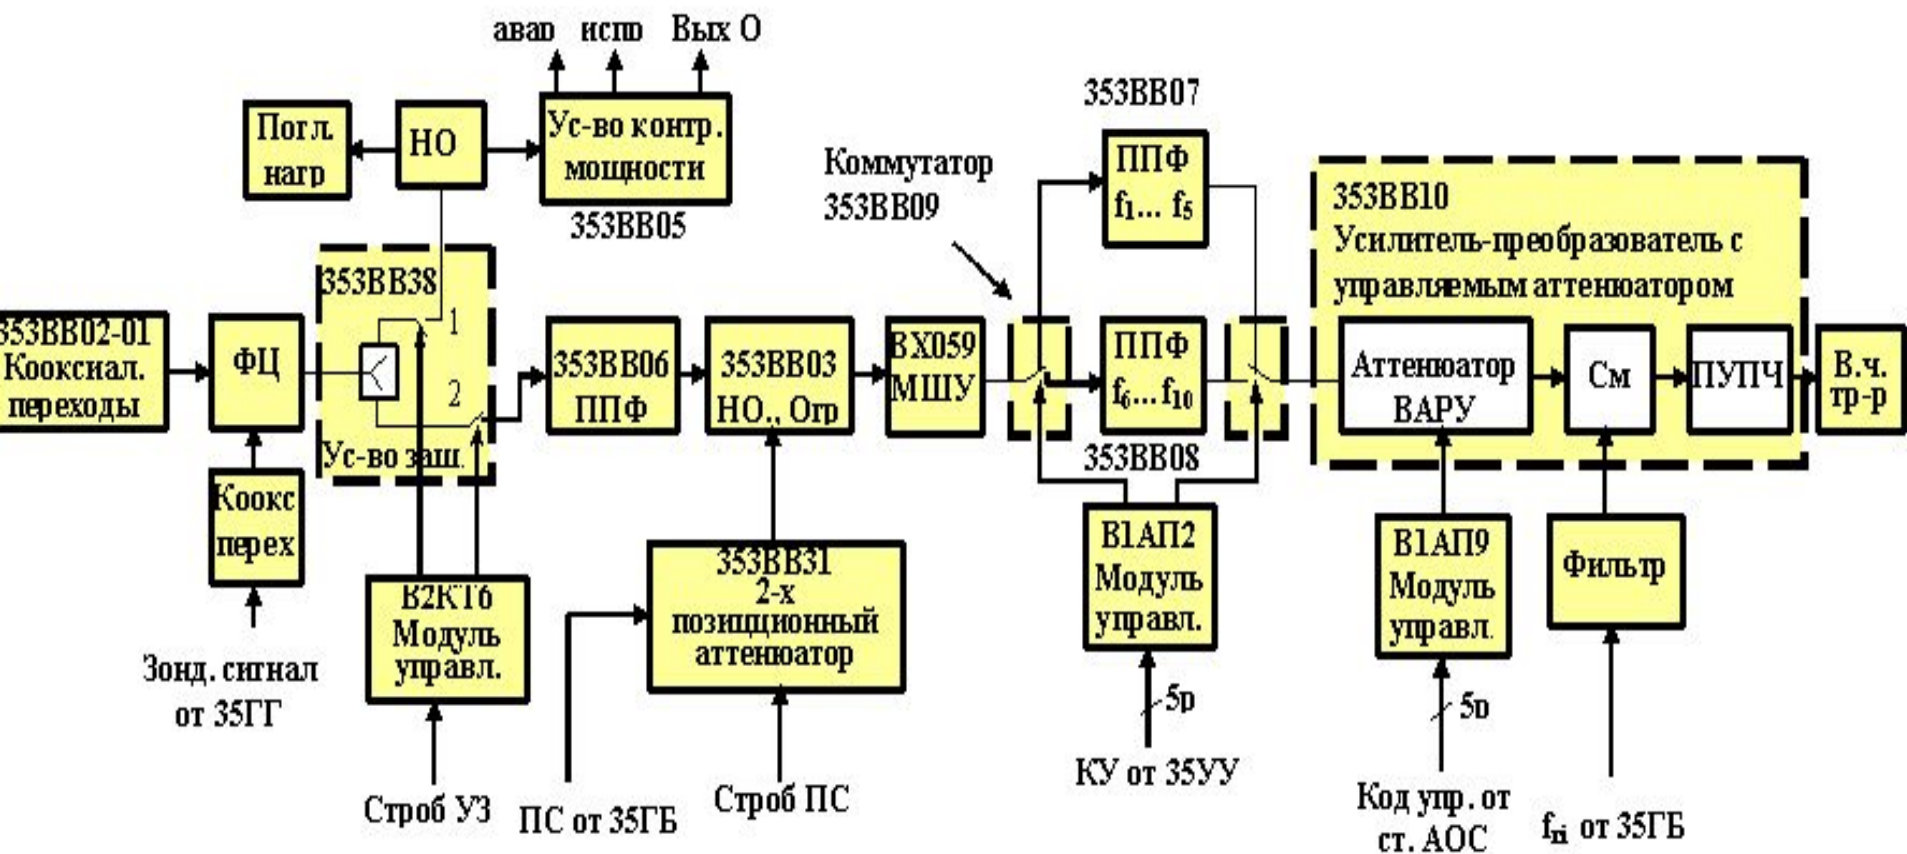 авар испр Вых О
353ВВ07
Погл.
нагр
НО
Ус-во контр.
мощности
353ВВ05
Коммутатор
353ВВ09
ППФ
f1... f5
353ВВ10
Усилитель-преобразователь с
управляемым аттенюатором
353ВВ38
1
2
Ус-во защ.
353ВВ02-01
Кооксиал.
переходы
ФЦ
353ВВ06
ППФ
353ВВ03
НО., Огр
ВХ059
МШУ
ППФ
f6...f10
353ВВ08
Аттенюатор
ВАРУ
См
ПУПЧ
В.ч.
тр-р
Коокс
перех
Зонд. сигнал
от 35ГГ
В2КТ6
Модуль
управл.
Строб УЗ
353ВВ31
2-х
позицционный
аттенюатор
ПС от 35ГБ
Строб ПС
В1АП2
Модуль
управл.
5р
КУ от 35УУ
В1АП9
Модуль
управл.
5р
Код упр. от
ст. АОС
Фильтр
fгі от 35ГБ